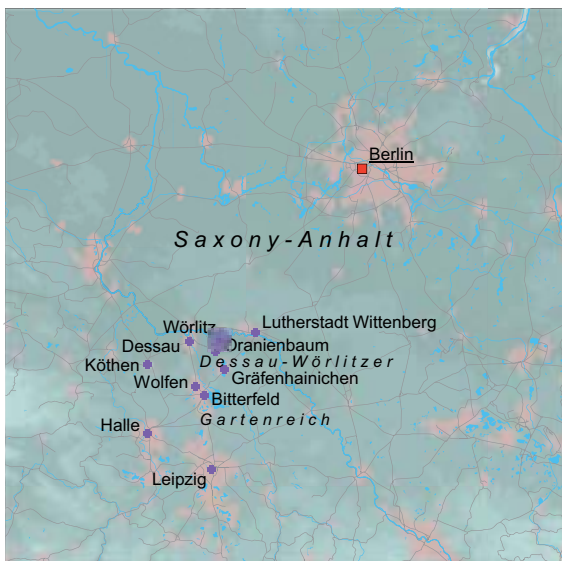 Berlin
Saxony-Anhalt
Wörlitz
Lutherstadt Wittenberg
Dessau
Oranienbaum
Köthen
Dessau-Wörlitzer
Gräfenhainichen
Wolfen
Bitterfeld
Gartenreich
Halle
Leipzig